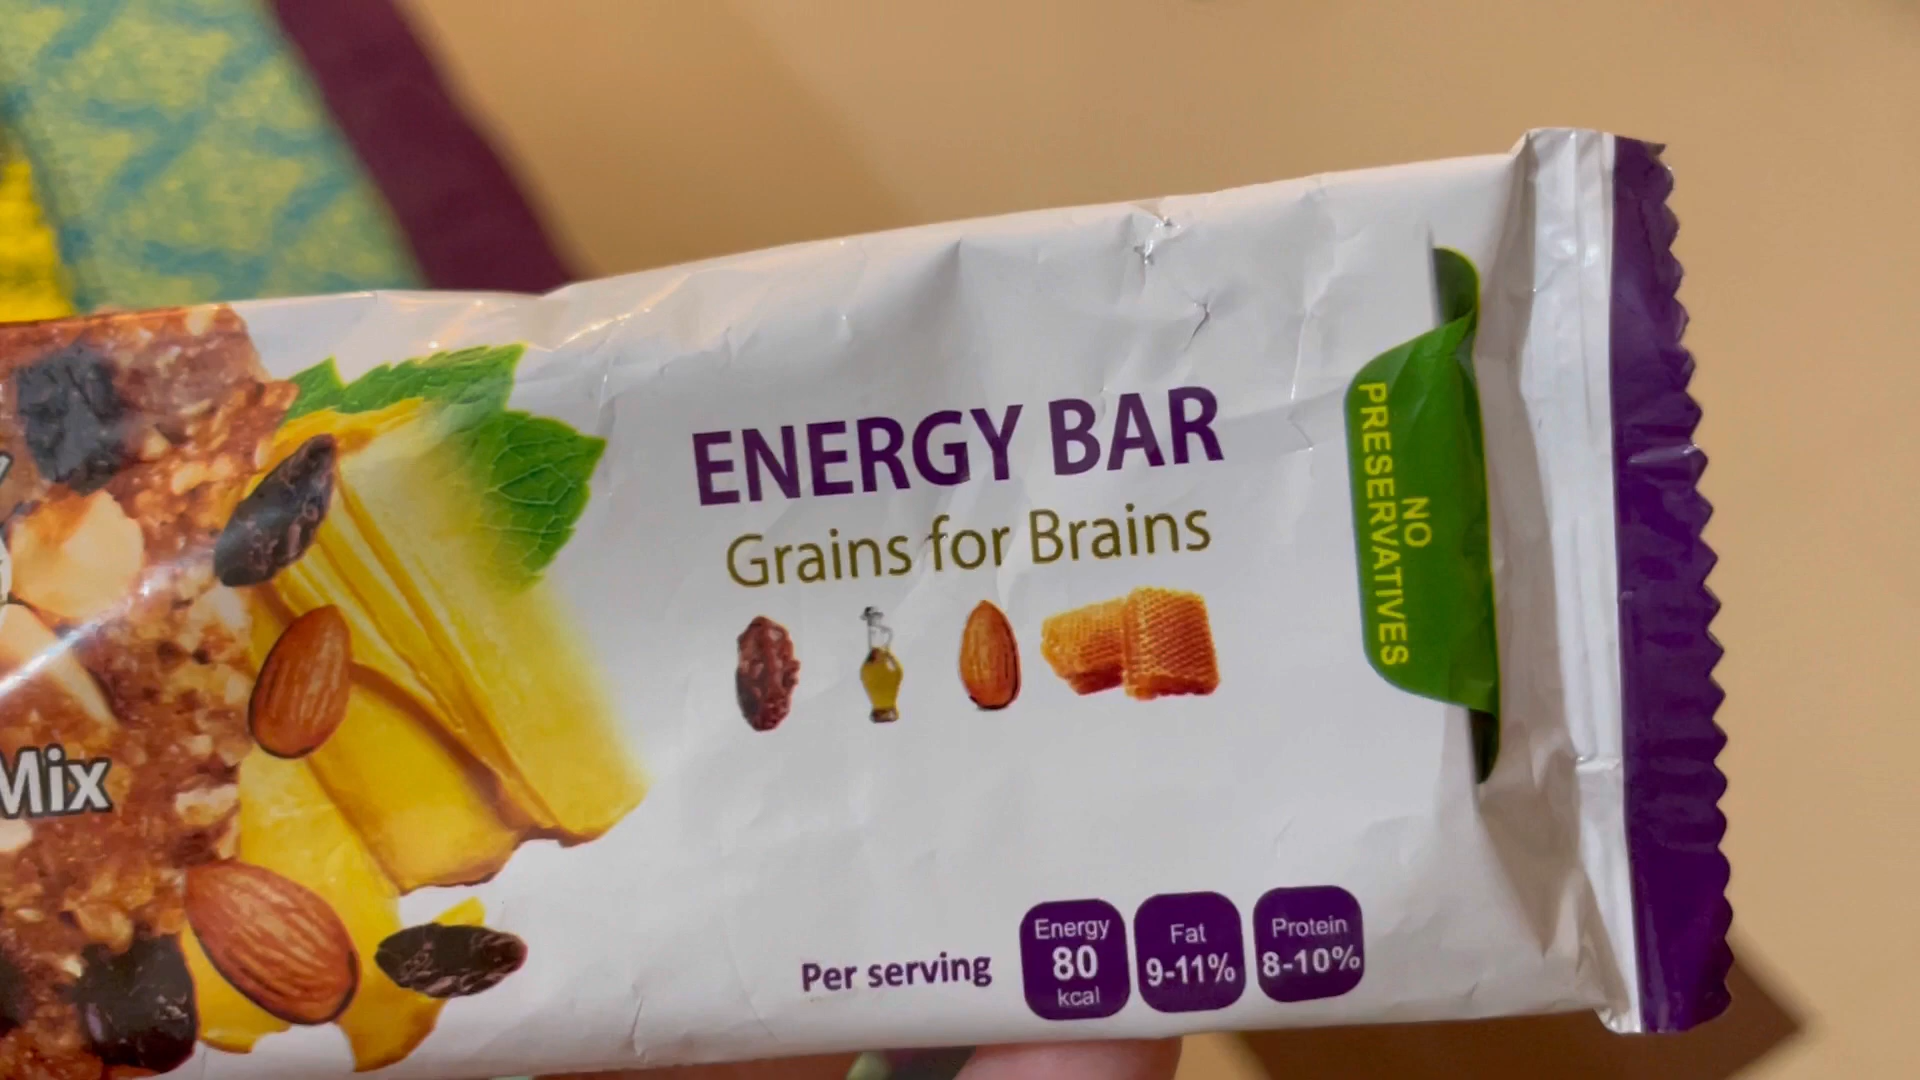 Mix
ENERGY BAR
Grains for Brains
NO
PRESERVATIVES
Per serving
Energy
80
kcal
Fat
9-11%
Protein
8-10%